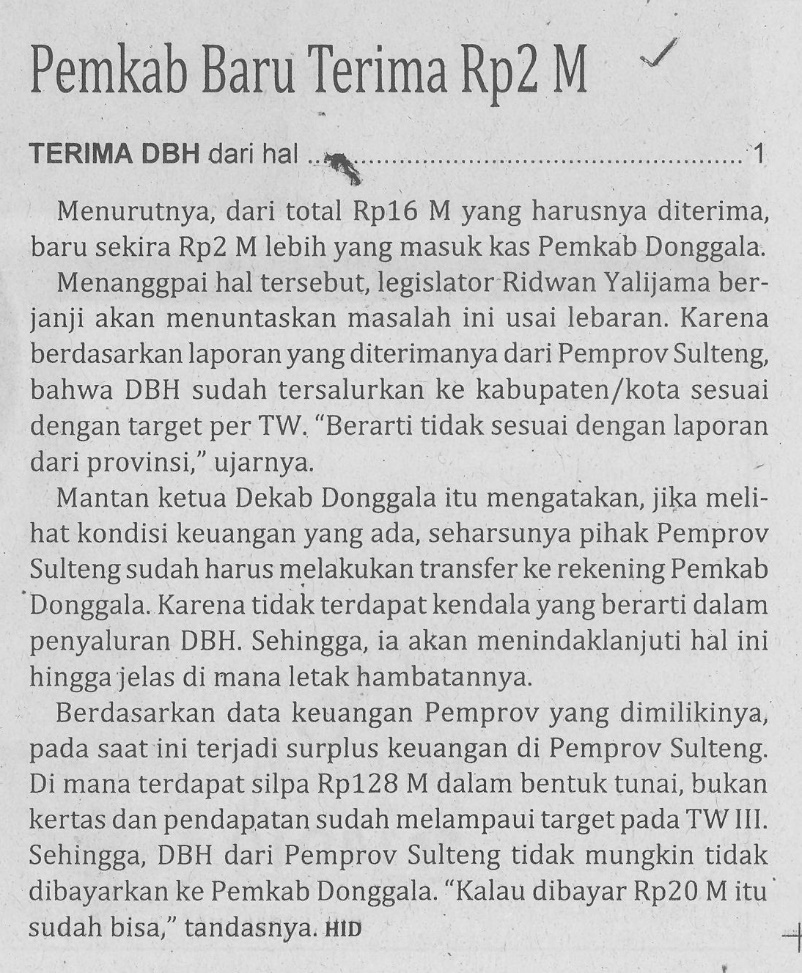 Pemkab Baru Terima Rp2 M
TERIMA DBH dari hal .......................................................... 1
Menurutnya, dari total Rp16 M yang harusnya diterima,
baru sekira Rp2 M lebih yang masuk kas Pemkab Donggala.
Menanggpai hal tersebut, legislator Ridwan Yalijama ber-
janji akan menuntaskan masalah ini usai lebaran. Karena
berdasarkan laporan yang diterimanya dari Pemprov Sulteng,
bahwa DBH sudah tersalurkan ke kabupaten/kota sesuai
dengan target per TW. “Berarti tidak sesuai dengan laporan
dari provinsi,” ujarnya.
Mantan ketua Dekab Donggala itu mengatakan, jika meli-
hat kondisi keuangan yang ada, seharsunya pihak Pemprov
Sulteng sudah harus melakukan transfer ke rekening Pemkab
Donggala. Karena tidak terdapat kendala yang berarti dalam
penyaluran DBH. Sehingga, ia akan menindaklanjuti hal ini
hingga jelas di mana letak hambatannya.
Berdasarkan data keuangan Pemprov yang dimilikinya,
pada saat ini terjadi surplus keuangan di Pemprov Sulteng.
Di mana terdapat silpa Rp128 M dalam bentuk tunai, bukan
kertas dan pendapatan sudah melampaui target pada TW III.
Sehingga, DBH dari Pemprov Sulteng tidak mungkin tidak
dibayarkan ke Pemkab Donggala. “Kalau dibayar Rp20 M itu
sudah bisa,” tandasnya. HID